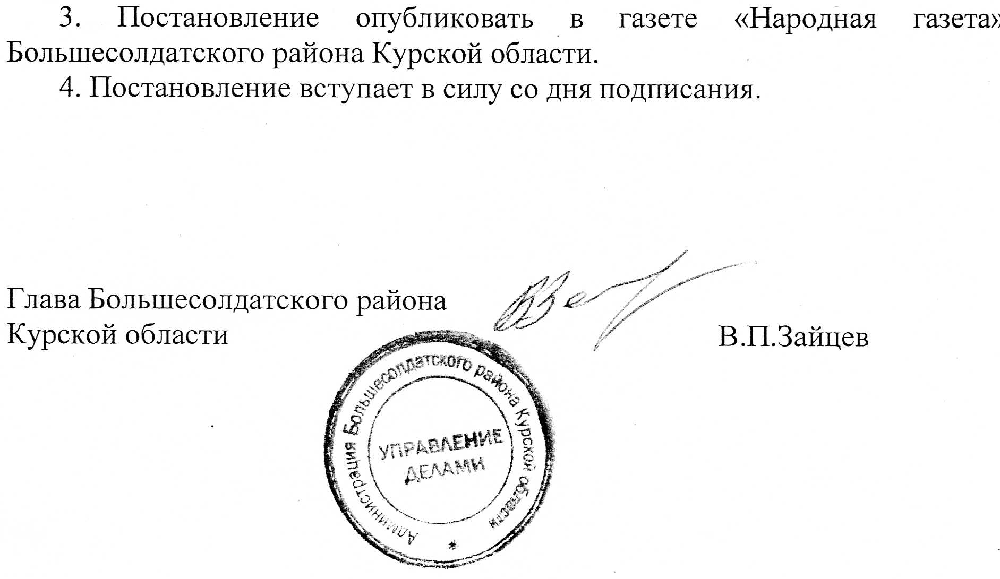 3. Постановление опубликовать в газете «Народная газета»
Большесолдатского района Курской области.
4. Постановление вступает в силу со дня подписания.
Глава Большесолдатского района
Курской области
В.П.Зайцев
Администрация Большесолдатского района Курской области
*
УПРАВЛЕНИЕ
ДЕЛАМИ